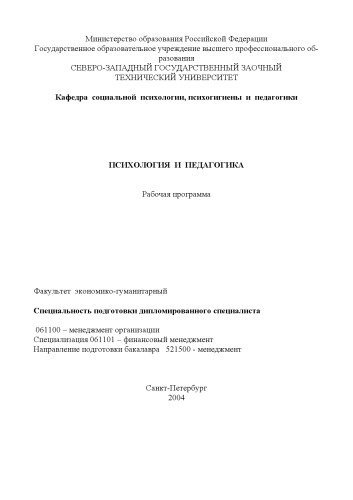 Министерство образования Российской Федерации
Государственное образовательное учреждение высшего профессионального об-
разования
СЕВЕРО-ЗАПАДНЫЙ ГОСУДАРСТВЕННЫЙ ЗАОЧНЫЙ
ТЕХНИЧЕСКИЙ УНИВЕРСИТЕТ
Кафедра социальной психологии, психогигиены и педагогики
ПСИХОЛОГИЯ И ПЕДАГОГИКА
Рабочая программа
Факультет экономико-гуманитарный
Специальность подготовки дипломированного специалиста
061100 – менеджмент организации
Специализация 061101 – финансовый менеджмент
Направление подготовки бакалавра 521500 - менеджмент
Санкт-Петербург
2004